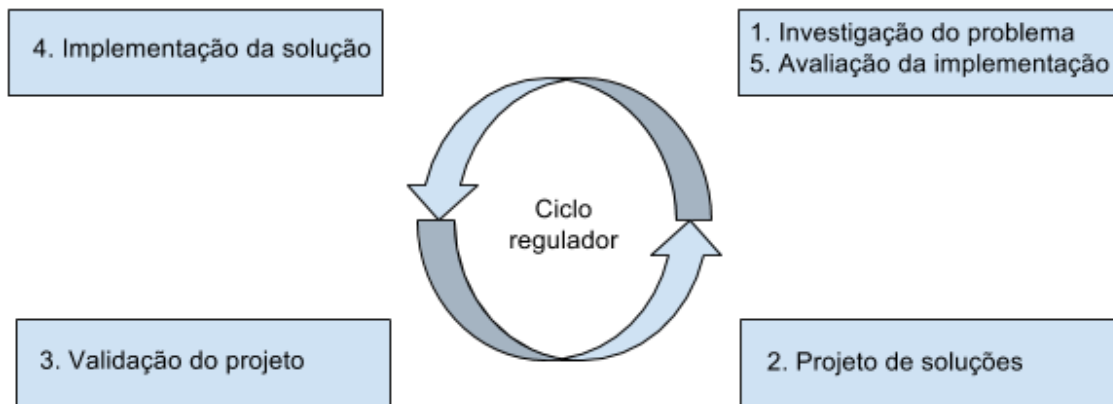 4. Implementação da solução
1. Investigação do problema
5. Avaliação da implementação
Ciclo
regulador
3. Validação do projeto
2. Projeto de soluções